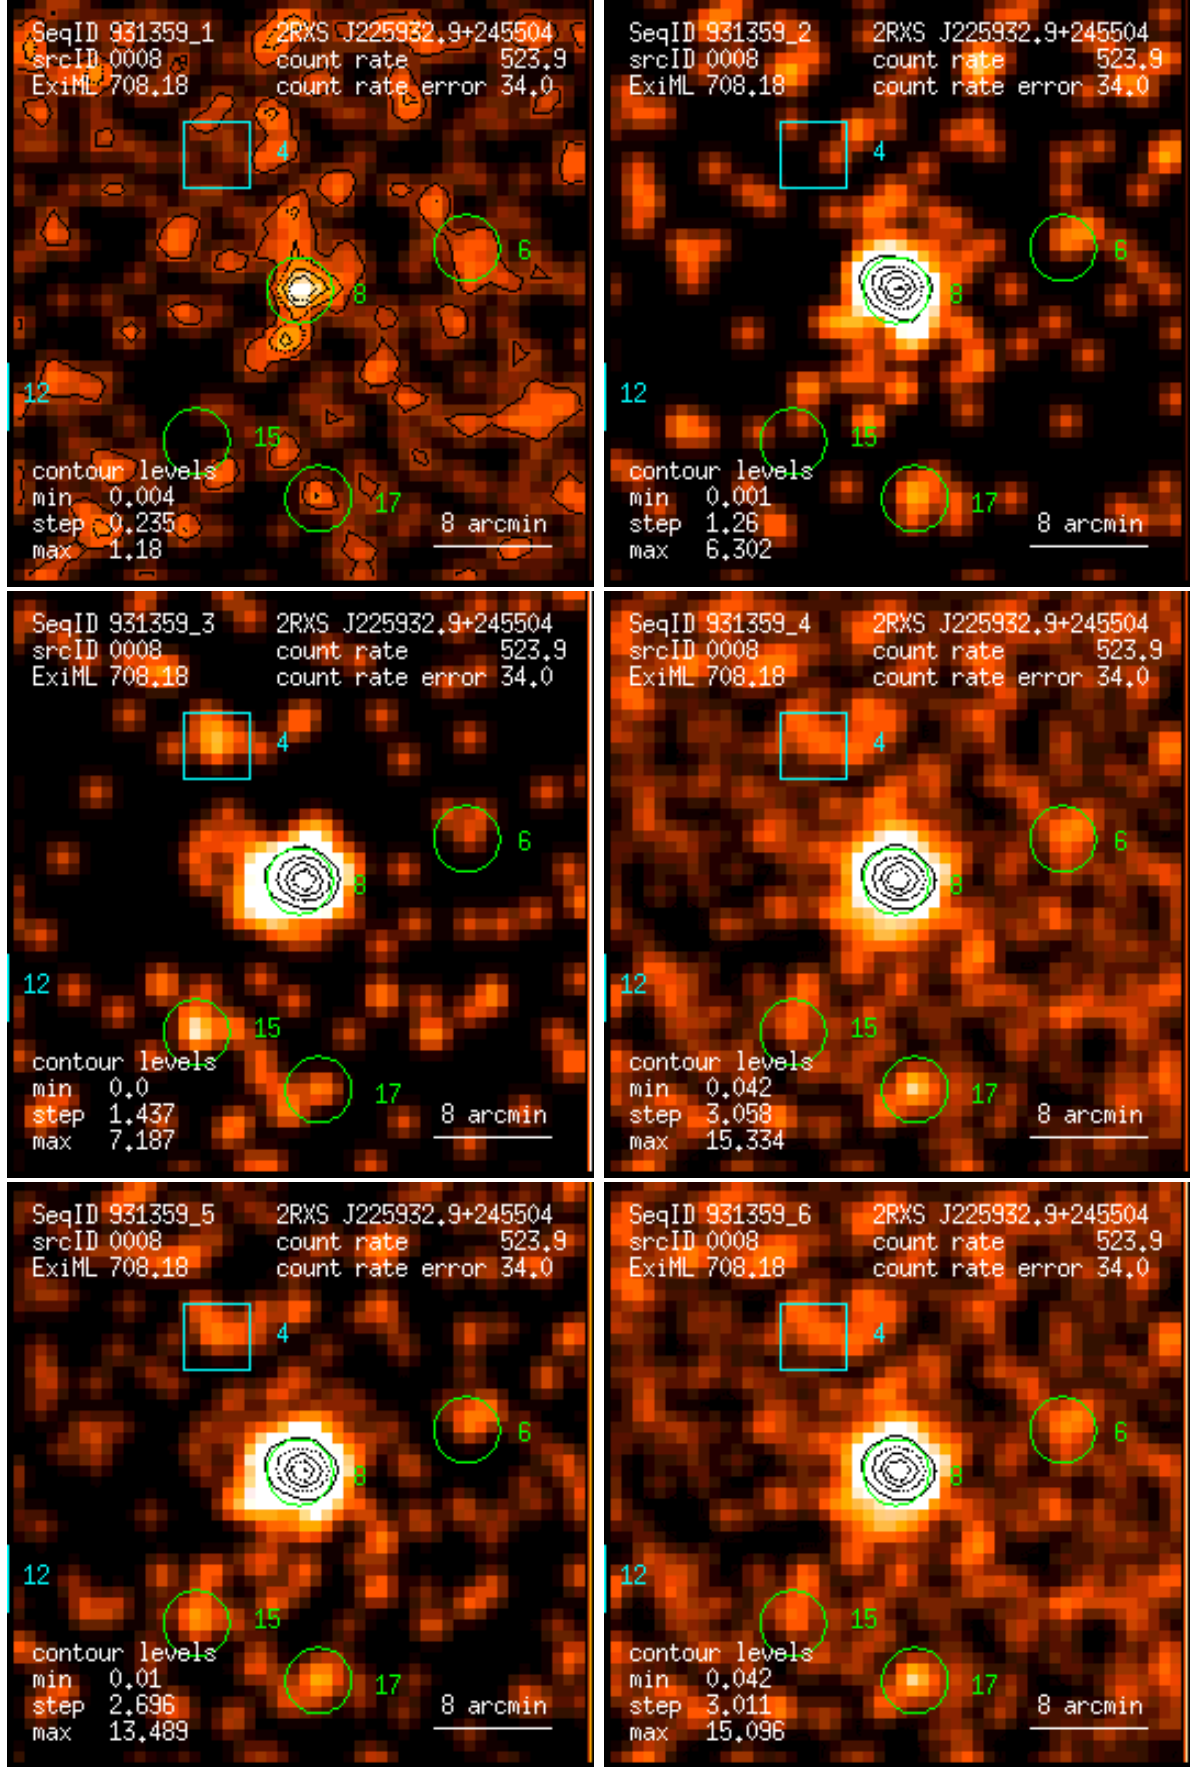 SeqID 931359_1 2RXS J225932.9+245504
srcID 0008 count rate 523.9
ExiML 708.18 count rate error 34.0
4
6
8
12
15
contour levels
min 0.004
17
step 0.235
8 arcmin
max 1.18
SeqID 931359_2 2RXS J225932.9+245504
srcID 0008 count rate 523.9
ExiML 708.18 count rate error 34.0
4
6
8
12
15
contour levels
min 0.001
17
step 1.26
8 arcmin
max 6.302
SeqID 931359_3 2RXS J225932.9+245504
srcID 0008 count rate 523.9
ExiML 708.18 count rate error 34.0
4
6
8
12
15
contour levels
min 0.0
17
step 1.437
8 arcmin
max 7.187
SeqID 931359_4 2RXS J225932.9+245504
srcID 0008 count rate 523.9
ExiML 708.18 count rate error 34.0
4
6
8
12
15
contour levels
min 0.042
17
step 3.058
8 arcmin
max 15.334
SeqID 931359_5 2RXS J225932.9+245504
srcID 0008 count rate 523.9
ExiML 708.18 count rate error 34.0
4
6
8
12
15
contour levels
min 0.01
17
step 2.696
8 arcmin
max 13.489
SeqID 931359_6 2RXS J225932.9+245504
srcID 0008 count rate 523.9
ExiML 708.18 count rate error 34.0
4
6
8
12
15
contour levels
min 0.042
17
step 3.011
8 arcmin
max 15.096